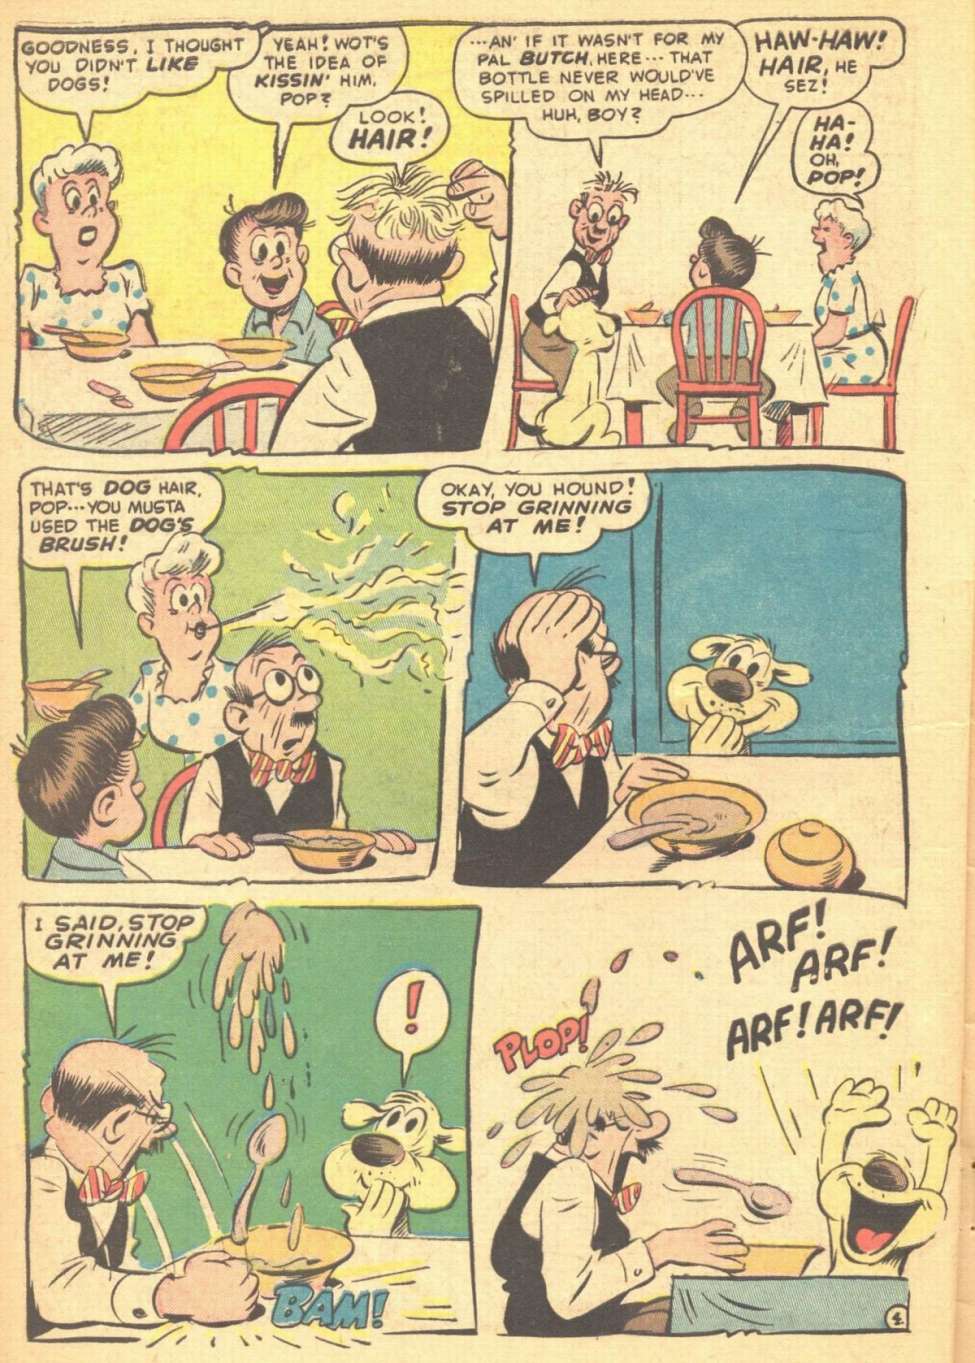 GOODNESS, I THOUGHT
YOU DIDN'T LIKE
DOGS!
YEAH! WOT'S
THE IDEA OF
KISSIN' HIM,
POP?
LOOK!
HAIR!
...AN' IF IT WASN'T FOR MY
PAL BUTCH, HERE... THAT
BOTTLE NEVER WOULD'VE
SPILLED ON MY HEAD...
HUH, BOY?
HAW-HAW!
HAIR, HE
SEZ!
HA-
HA!
OH,
POP!
THAT'S DOG HAIR,
POP...YOU MUSTA
USED THE DOG'S
BRUSH!
OKAY, YOU HOUND!
STOP GRINNING
AT ME!
I SAID, STOP
GRINNING
AT ME!
!
BAM!
PLOP!
ARF!
ARF!
ARF! ARF!
4